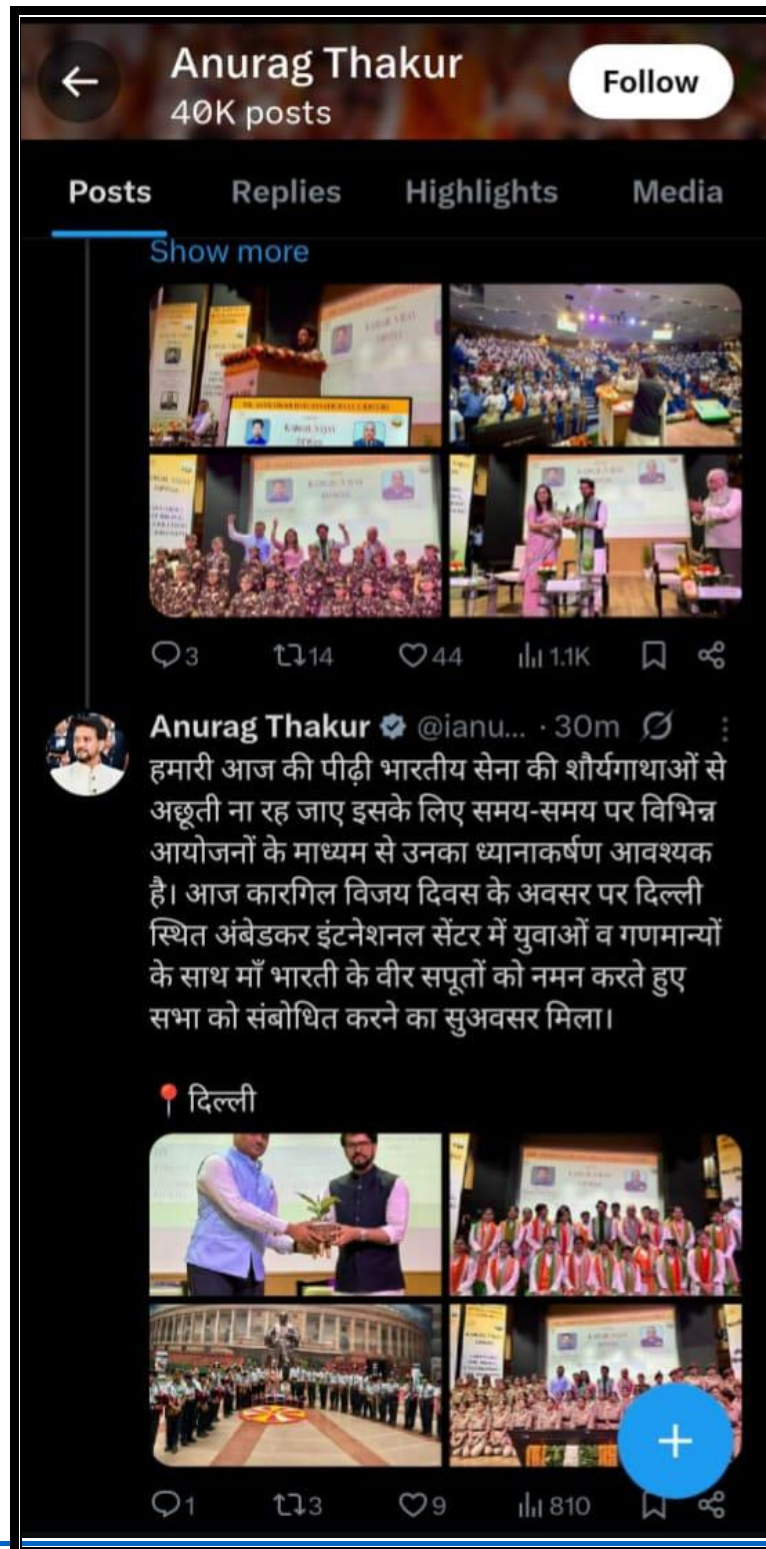 Anurag Thakur
40K posts
Follow
Posts Replies Highlights Media
Show more
KARGIL VIJAY
DIWAS
3 14 44 1.1K
Anurag Thakur @ianu... · 30m
हमारी आज की पीढ़ी भारतीय सेना की शौर्यगाथाओं से
अछूती ना रह जाए इसके लिए समय-समय पर विभिन्न
आयोजनों के माध्यम से उनका ध्यानाकर्षण आवश्यक
है। आज कारगिल विजय दिवस के अवसर पर दिल्ली
स्थित अंबेडकर इंटनेशनल सेंटर में युवाओं व गणमान्यों
के साथ माँ भारती के वीर सपूतों को नमन करते हुए
सभा को संबोधित करने का सुअवसर मिला।
दिल्ली
1 3 9 810